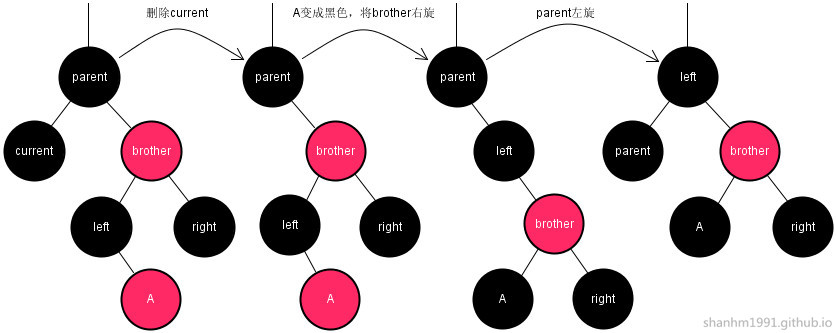 删除current
A变成黑色，将brother右旋
parent左旋
parent
parent
parent
left
current
brother
brother
left
parent
brother
left
right
left
right
brother
A
right
A
A
A
right
shanhm1991.github.io